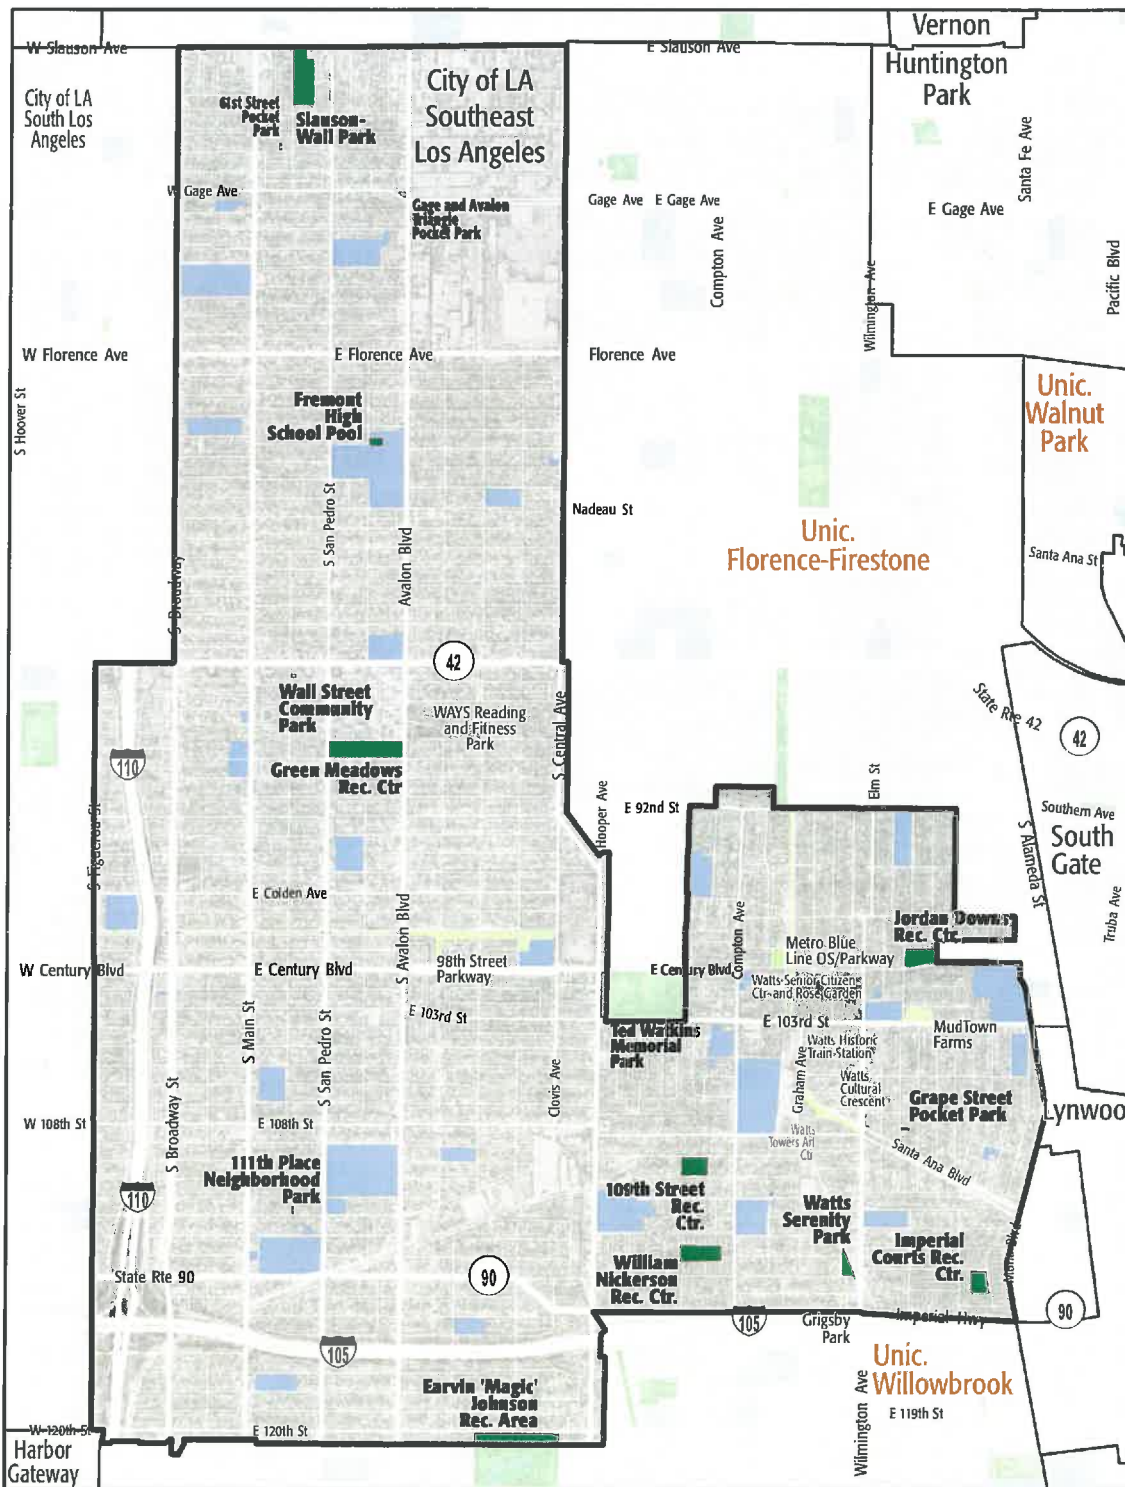 Vernon
W Slauson Ave
E Slauson Ave
Huntington
Park
City of LA
South Los
Angeles
City of LA
Southeast
Los Angeles
61st Street
Pocket
Park
Slauson-
Wall Park
Santa Fe Ave
W Gage Ave
Gage Ave
E Gage Ave
E Gage Ave
Gage and Avalon
Triangle
Pocket Park
Compton Ave
Wilmington Ave
Pacific Blvd
W Florence Ave
E Florence Ave
Florence Ave
S Hoover St
Unic.
Walnut
Park
Fremont
High
School Pool
S San Pedro St
Avalon Blvd
Nadeau St
Unic.
Florence-Firestone
Santa Ana St
S Broadway
42
Wall Street
Community
Park
WAYS Reading
and Fitness
Park
S Central Ave
State Rte 42
42
110
Green Meadows
Rec. Ctr
Elm St
Hooper Ave
E 92nd St
Southern Ave
S Alameda St
South
Gate
S Figueroa St
E Colden Ave
S Avalon Blvd
Compton Ave
Jordan Downs
Rec. Ctr.
Truba Ave
W Century Blvd
E Century Blvd
98th Street
Parkway
E Century Blvd
Metro Blue
Line OS/Parkway
Watts Senior Citizen
Ctr and Rose Garden
E 103rd St
E 103rd St
S Main St
S San Pedro St
Ted Watkins
Memorial
Park
Watts Historic
Train Station
MudTown
Farms
Clovis Ave
Graham Ave
Watts
Cultural
Crescent
Grape Street
Pocket Park
Lynwoo
W 108th St
E 108th St
S Broadway St
Watts
Towers Art
Ctr
Santa Ana Blvd
111th Place
Neighborhood
Park
110
109th Street
Rec.
Ctr.
Watts
Serenity
Park
Imperial
Courts Rec.
Ctr.
William
Nickerson
Rec. Ctr.
State Rte 90
90
90
105
Grigsby
Park
Imperial Hwy
105
Unic.
Willowbrook
Earvin 'Magic'
Johnson
Rec. Area
Wilmington Ave
E 119th St
W 120th St
E 120th St
Harbor
Gateway